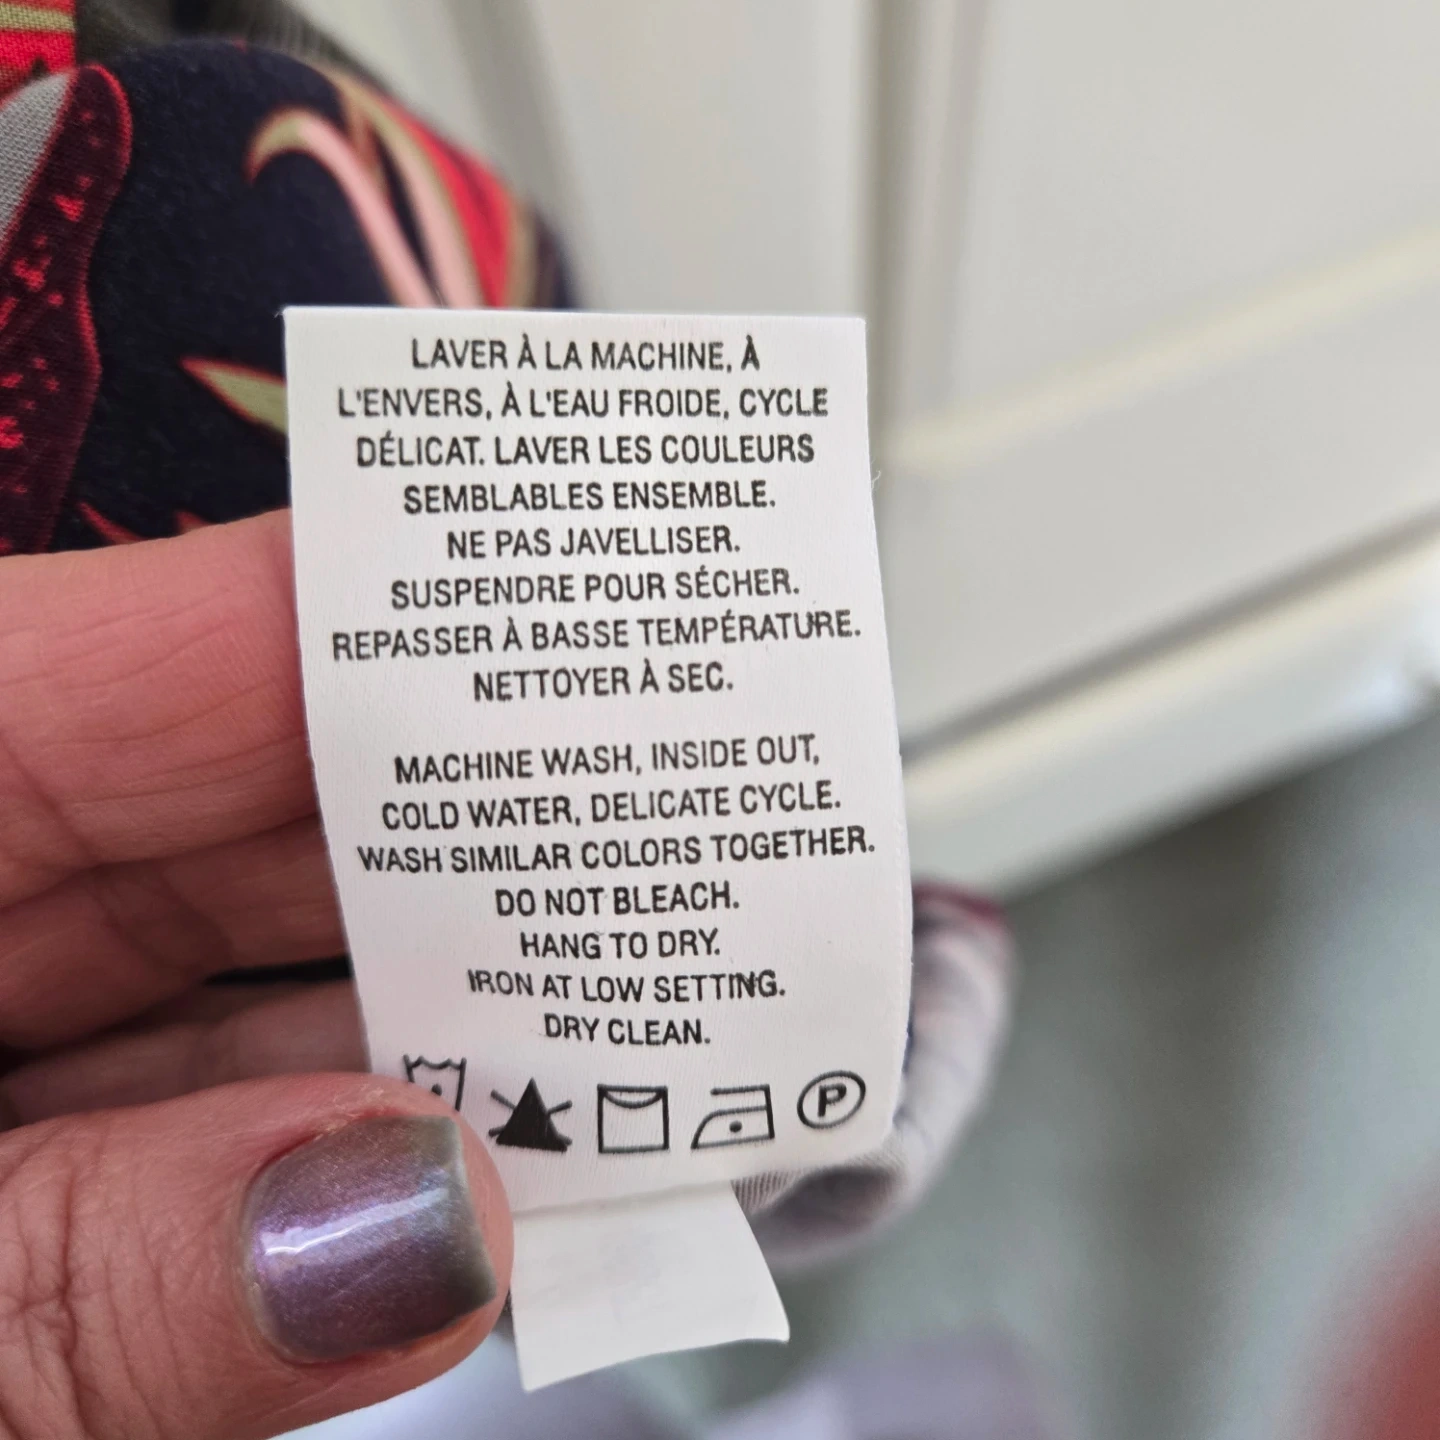 LAVER À LA MACHINE, À
L'ENVERS, À L'EAU FROIDE, CYCLE
DÉLICAT. LAVER LES COULEURS
SEMBLABLES ENSEMBLE.
NE PAS JAVELLISER.
SUSPENDRE POUR SÉCHER.
REPASSER À BASSE TEMPÉRATURE.
NETTOYER À SEC.
MACHINE WASH, INSIDE OUT,
COLD WATER, DELICATE CYCLE.
WASH SIMILAR COLORS TOGETHER.
DO NOT BLEACH.
HANG TO DRY.
IRON AT LOW SETTING.
DRY CLEAN.
P